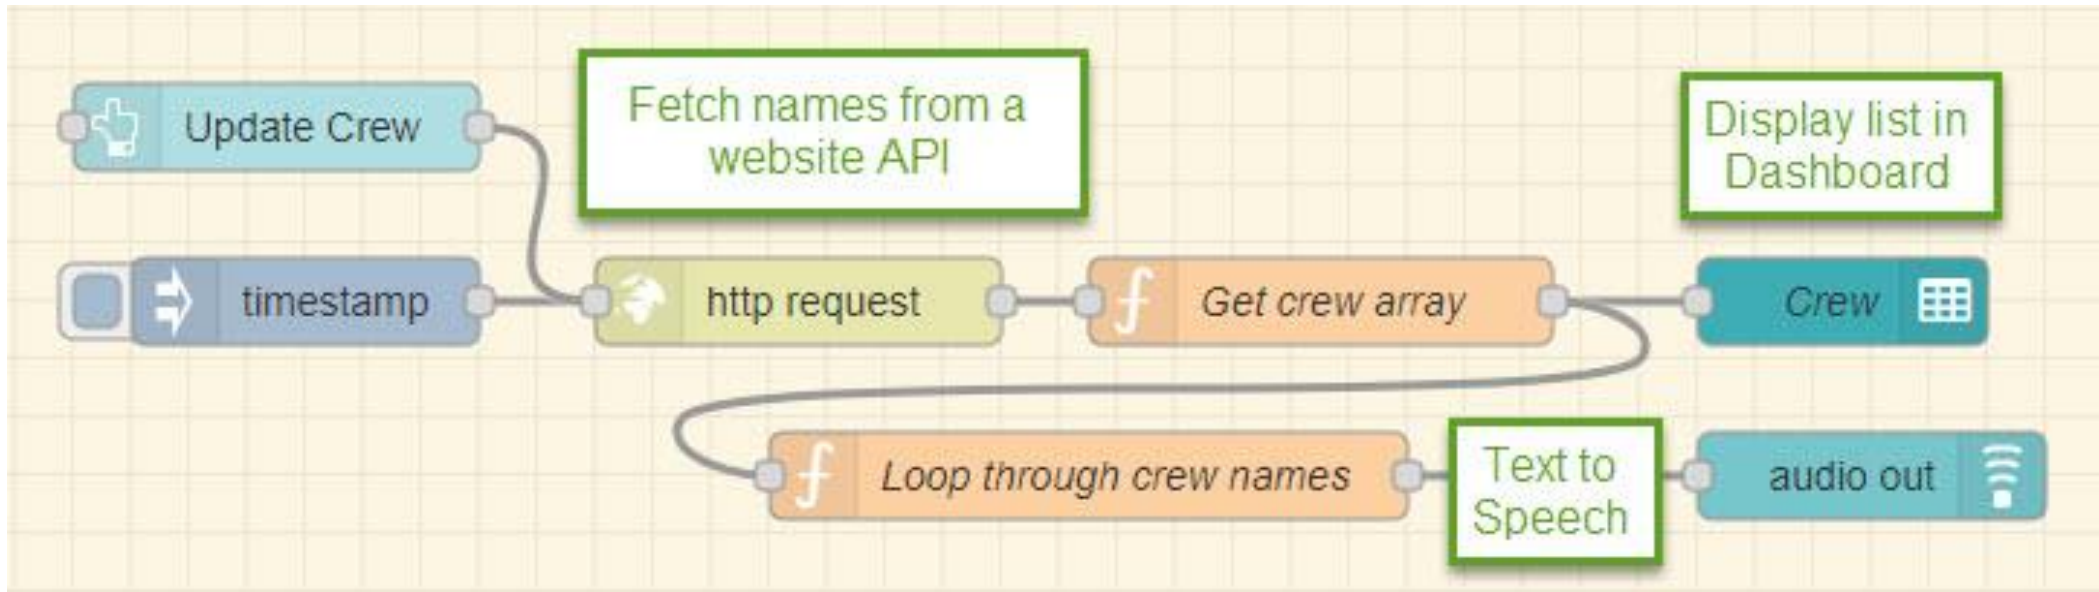 Update Crew
Fetch names from a
website API
Display list in
Dashboard
timestamp
http request
Get crew array
Crew
Loop through crew names
Text to
Speech
audio out